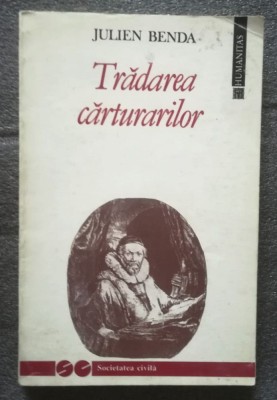 JULIEN BENDA
HUMANITAS
Trădarea
cărturarilor
SC Societatea civilă